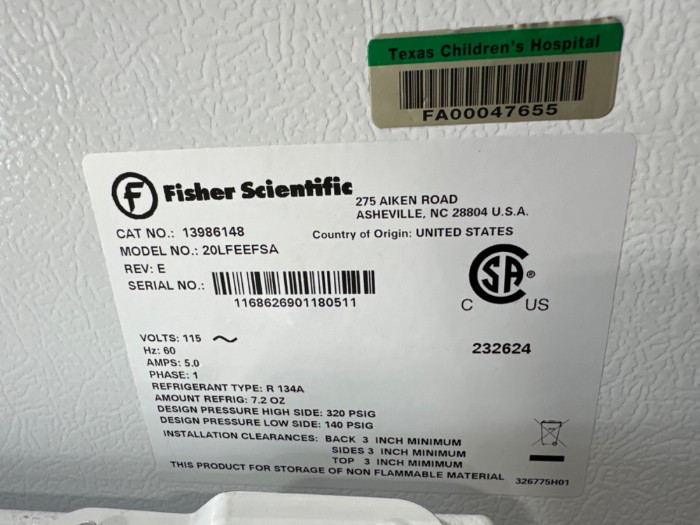 Texas Children's Hospital
FA00047655
f Fisher Scientific
275 AIKEN ROAD
ASHEVILLE, NC 28804 U.S.A.
CAT NO.: 13986148
Country of Origin: UNITED STATES
MODEL NO.: 20LFEEFSA
REV: E
SERIAL NO.:
1168626901180511
CSA ®
C US
VOLTS: 115 ~
Hz: 60
232624
AMPS: 5.0
PHASE: 1
REFRIGERANT TYPE: R 134A
AMOUNT REFRIG: 7.2 OZ
DESIGN PRESSURE HIGH SIDE: 320 PSIG
DESIGN PRESSURE LOW SIDE: 140 PSIG
INSTALLATION CLEARANCES: BACK 3 INCH MINIMUM
SIDES 3 INCH MINIMUM
TOP 3 INCH MIMIMUM
THIS PRODUCT FOR STORAGE OF NON FLAMMABLE MATERIAL
326775H01